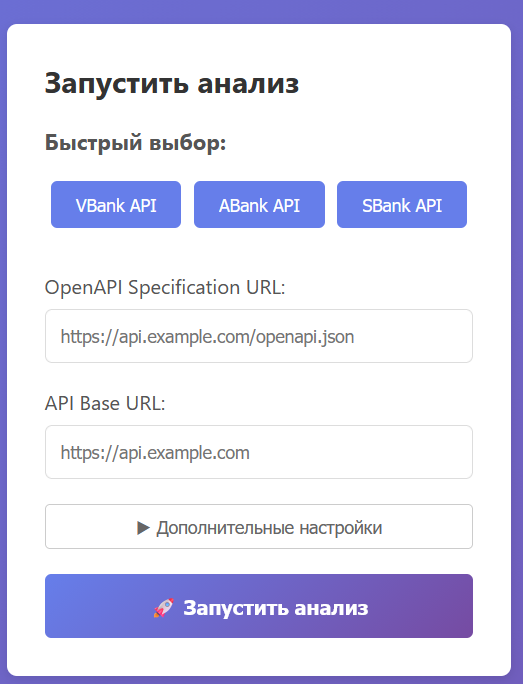 Запустить анализ
Быстрый выбор:
VBank API ABank API SBank API
OpenAPI Specification URL:
https://api.example.com/openapi.json
API Base URL:
https://api.example.com
▶ Дополнительные настройки
🚀 Запустить анализ